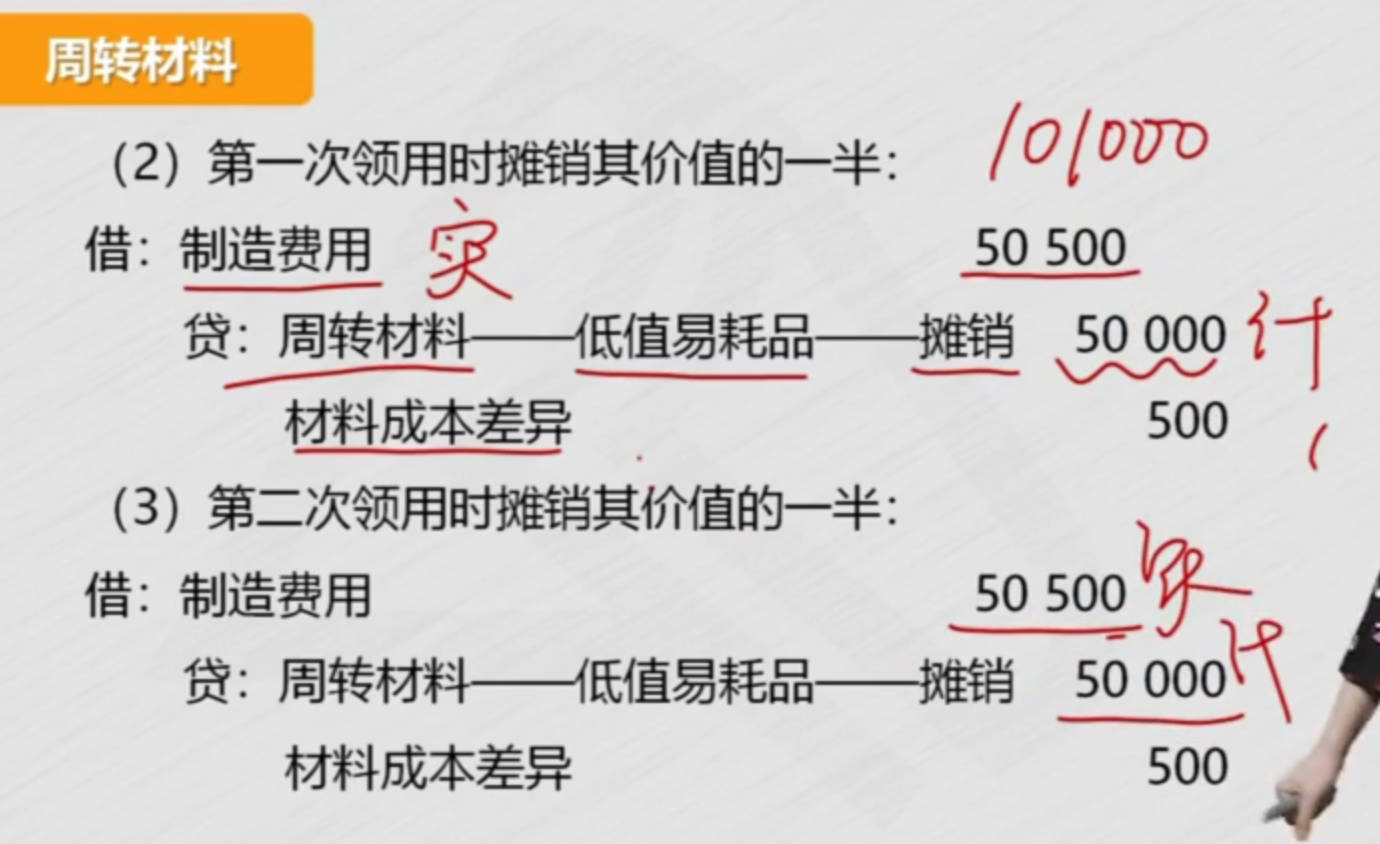 周转材料
（2）第一次领用时摊销其价值的一半： 101000
借：制造费用 实 50 500
贷：周转材料——低值易耗品——摊销 50 000 计
材料成本差异 500
（3）第二次领用时摊销其价值的一半：
借：制造费用 50 500 实
贷：周转材料——低值易耗品——摊销 50 000 计
材料成本差异 500